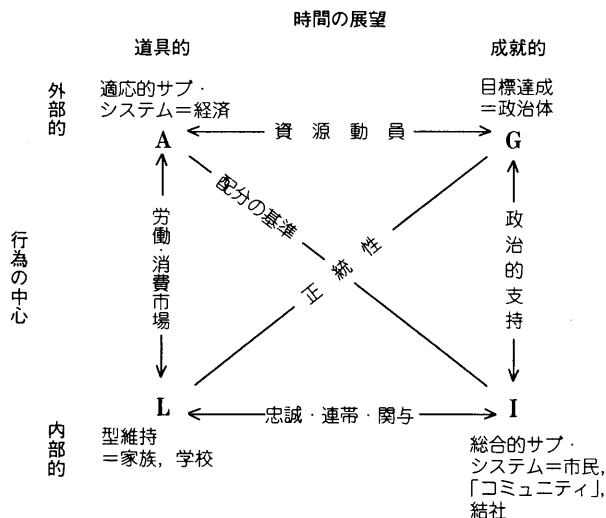 時間の展望
道具的
成就的
外部的
適応的サブ・
システム＝経済
目標達成
＝政治体
A
資源動員
G
配分の基準
正統性
労働・消費市場
政治的支持
行為の中心
L
忠誠・連帯・関与
I
内部的
型維持
＝家族，学校
総合的サブ・
システム＝市民，
「コミュニティ」，
結社